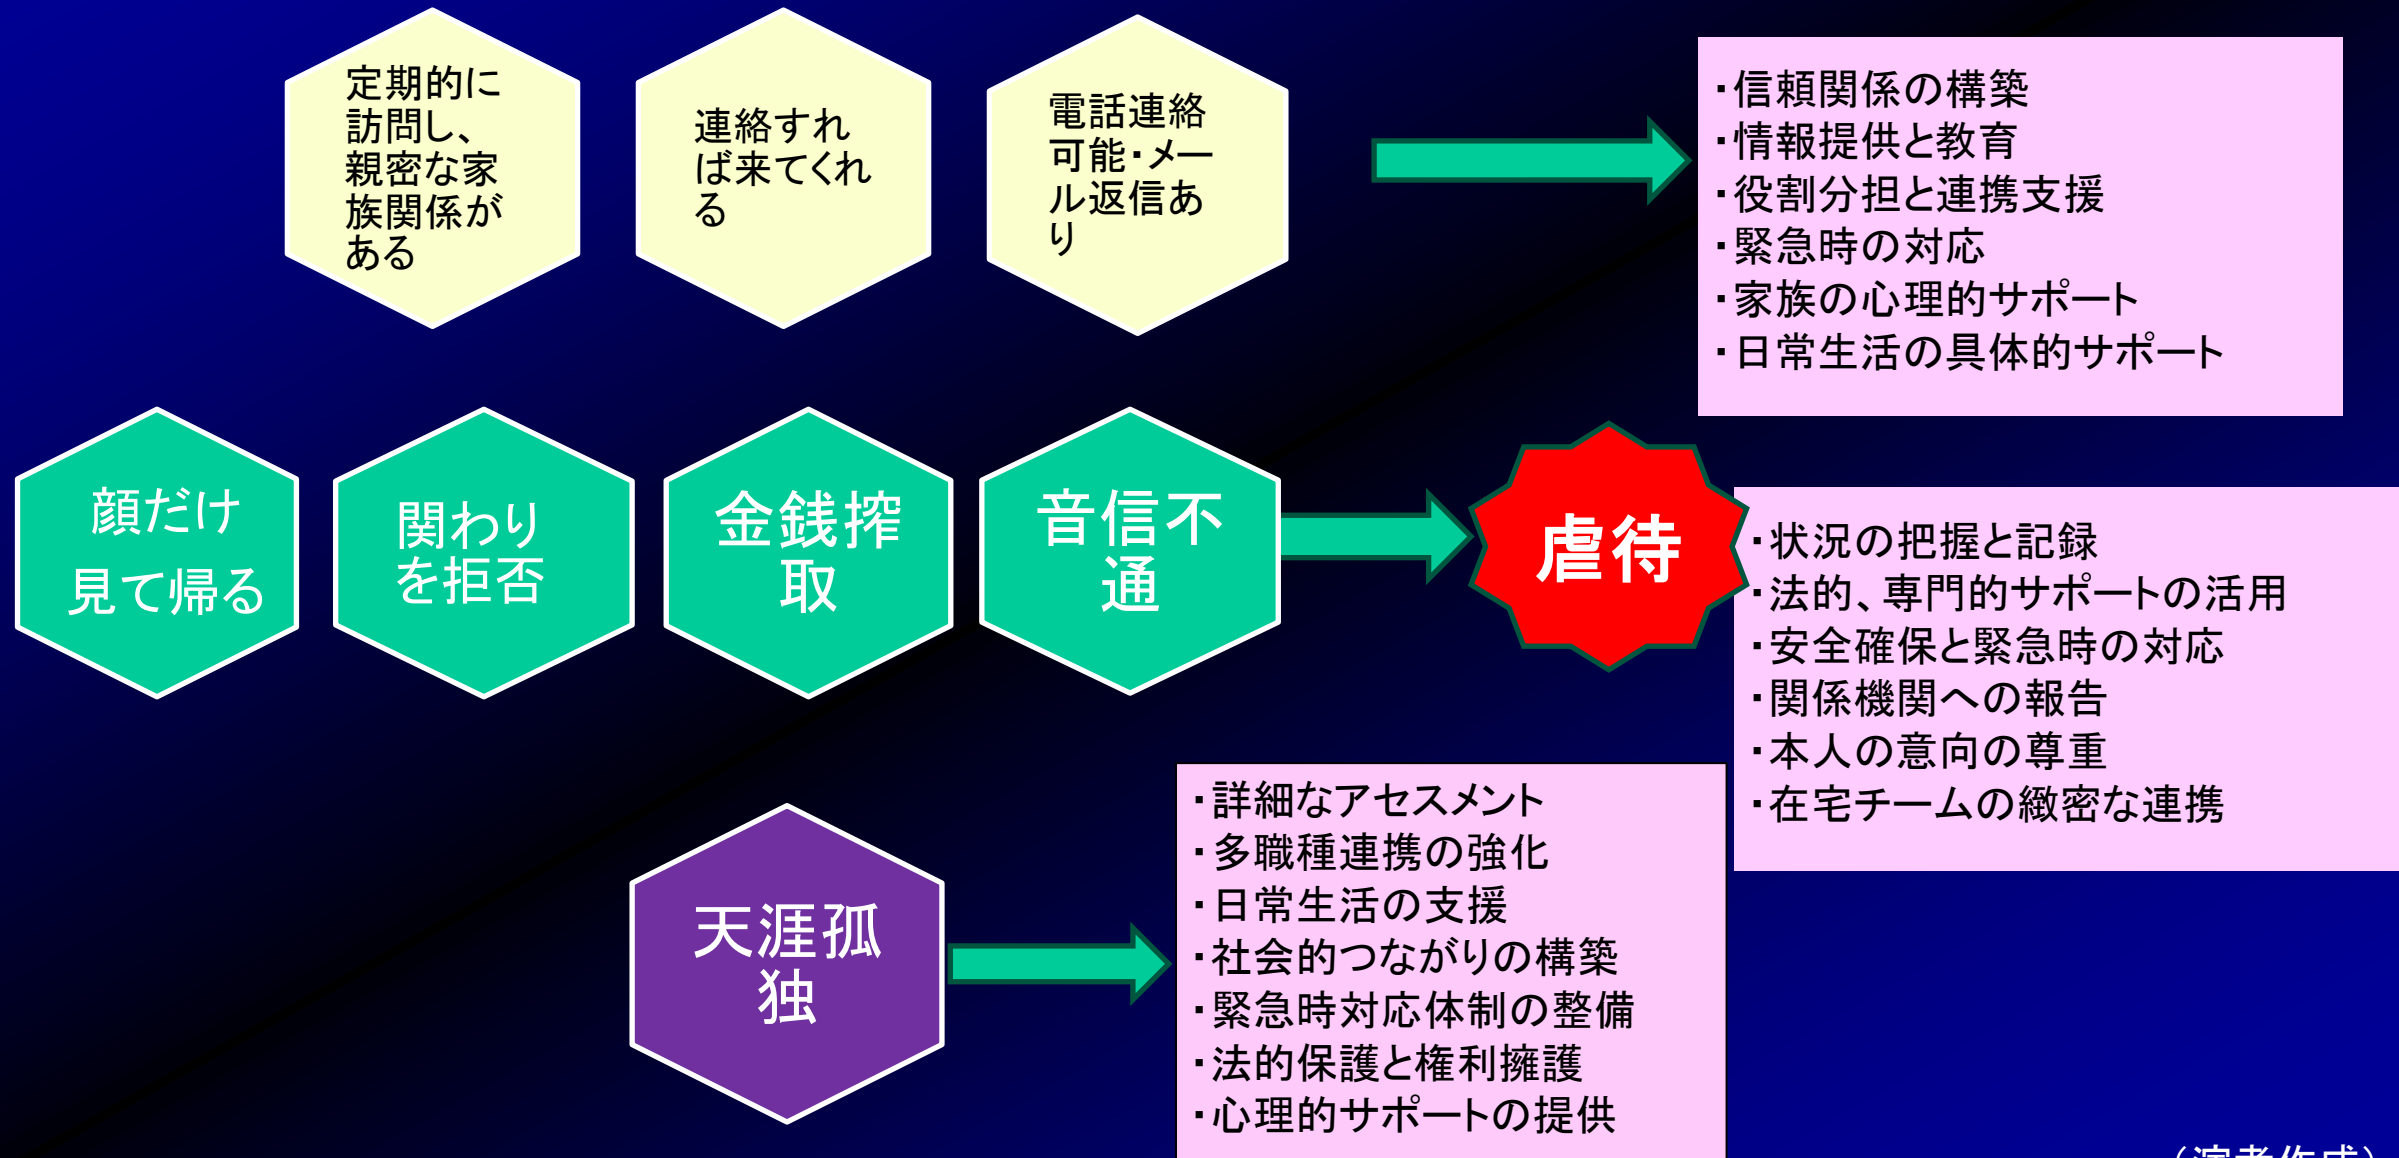 定期的に
訪問し、
親密な家
族関係が
ある
連絡すれ
ば来てくれ
る
電話連絡
可能・メー
ル返信あ
り
・信頼関係の構築
・情報提供と教育
・役割分担と連携支援
・緊急時の対応
・家族の心理的サポート
・日常生活の具体的サポート
顔だけ
見て帰る
関わり
を拒否
金銭搾
取
音信不
通
虐待
・状況の把握と記録
・法的、専門的サポートの活用
・安全確保と緊急時の対応
・関係機関への報告
・本人の意向の尊重
・在宅チームの緻密な連携
天涯孤
独
・詳細なアセスメント
・多職種連携の強化
・日常生活の支援
・社会的つながりの構築
・緊急時対応体制の整備
・法的保護と権利擁護
・心理的サポートの提供
（演者作成）